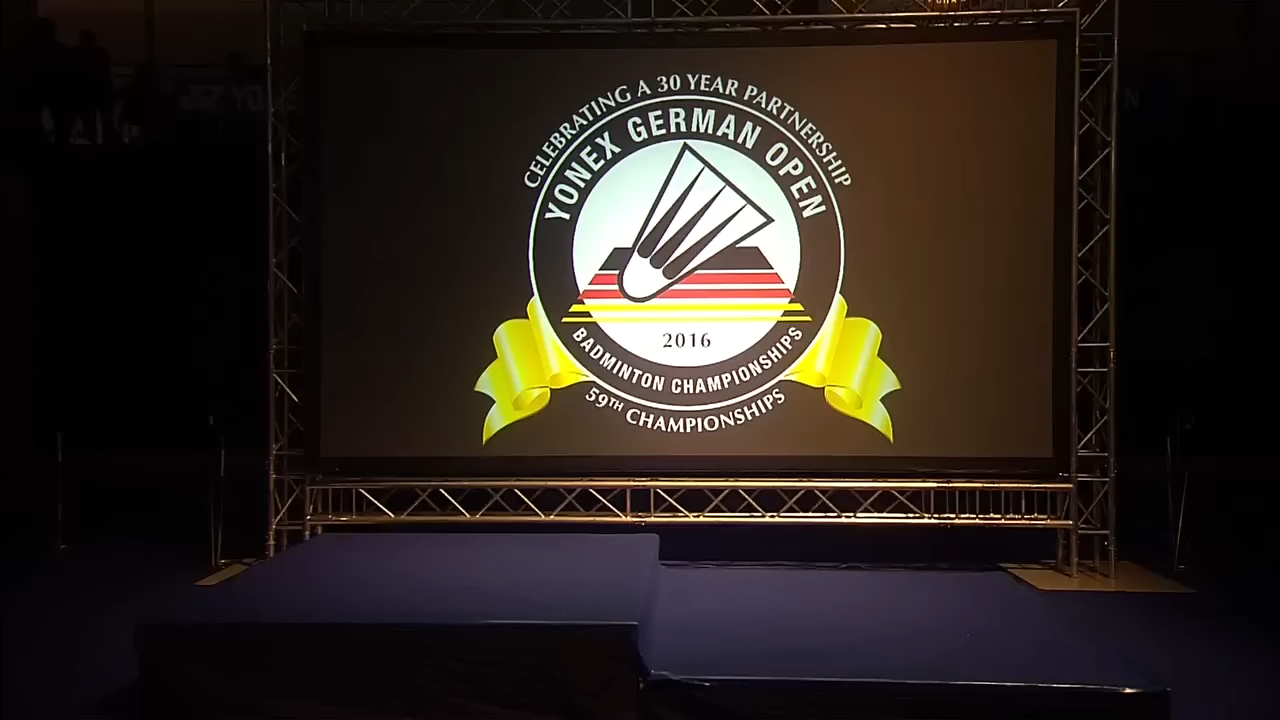 CELEBRATING A 30 YEAR PARTNERSHIP
YONEX GERMAN OPEN
2016
BADMINTON CHAMPIONSHIPS
59TH CHAMPIONSHIPS